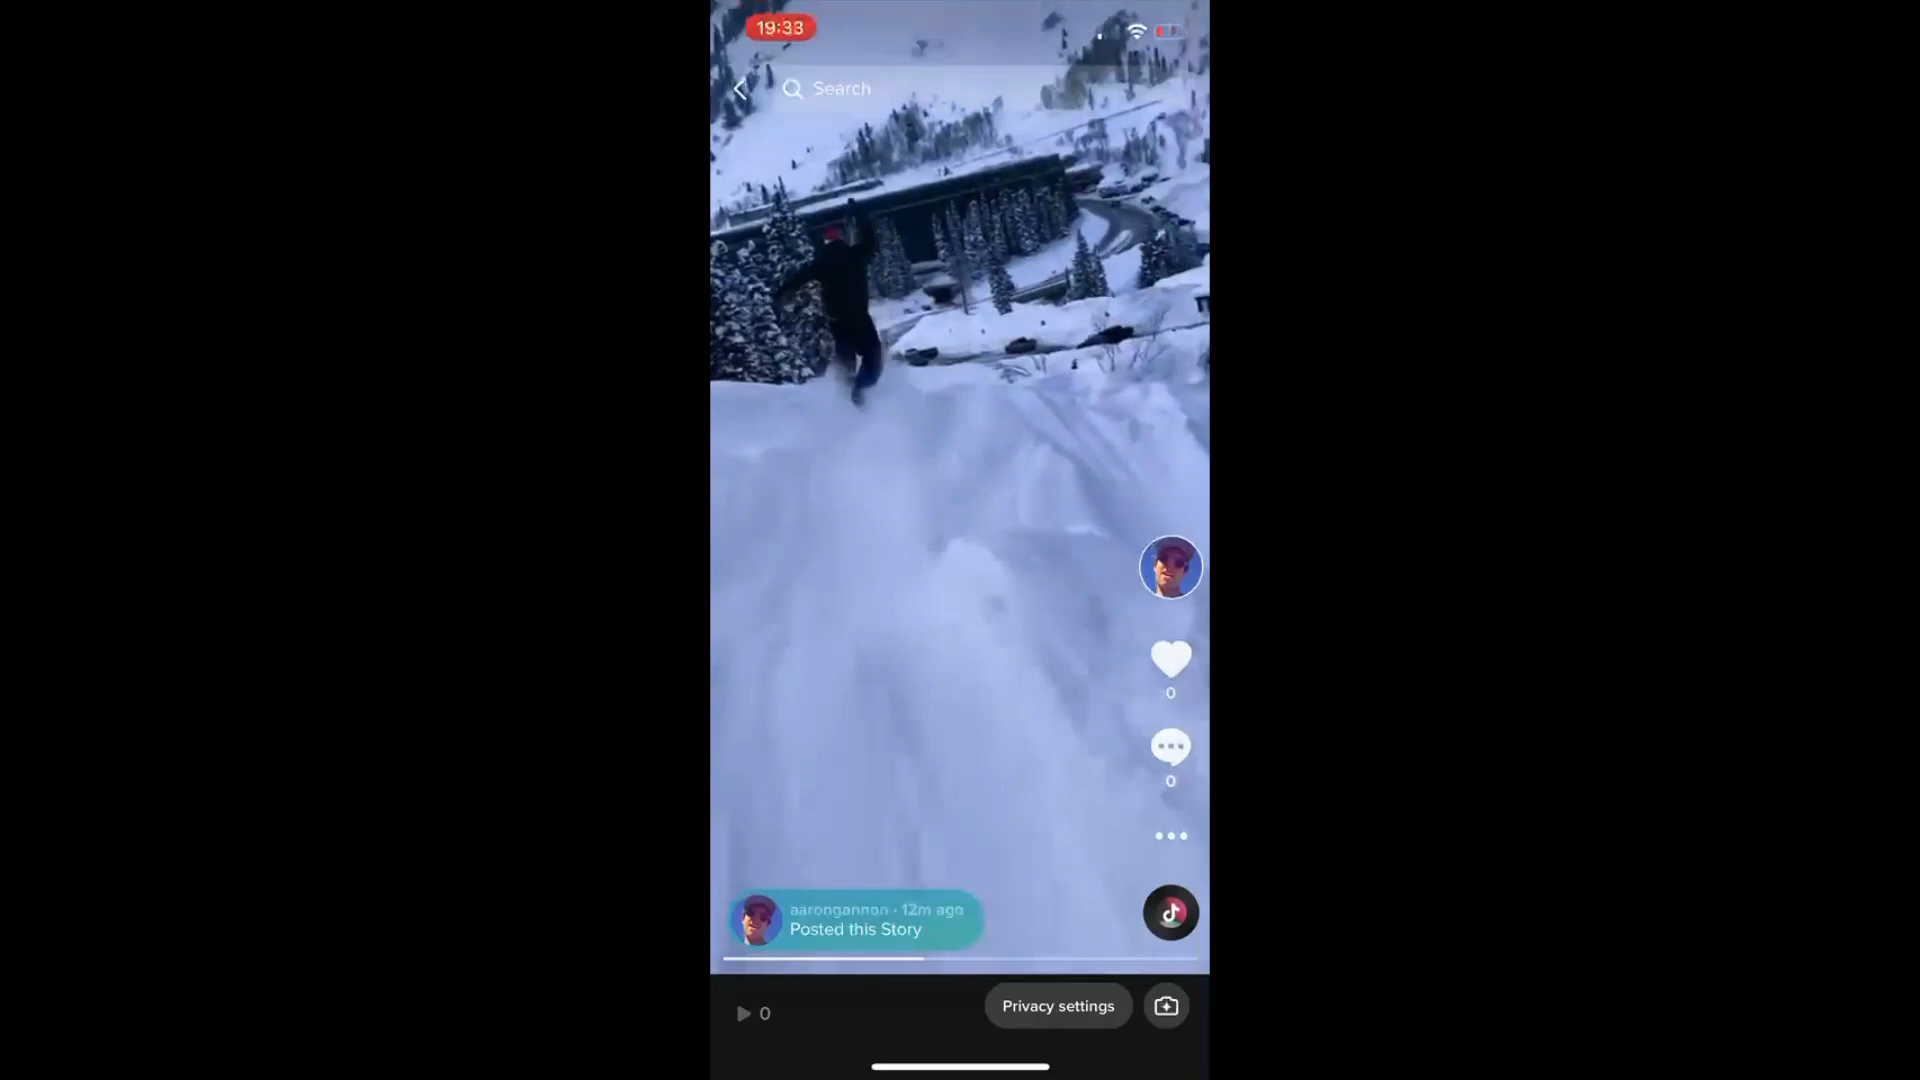 19:33
Search
0
0
aarongannon · 12m ago
Posted this Story
0
Privacy settings